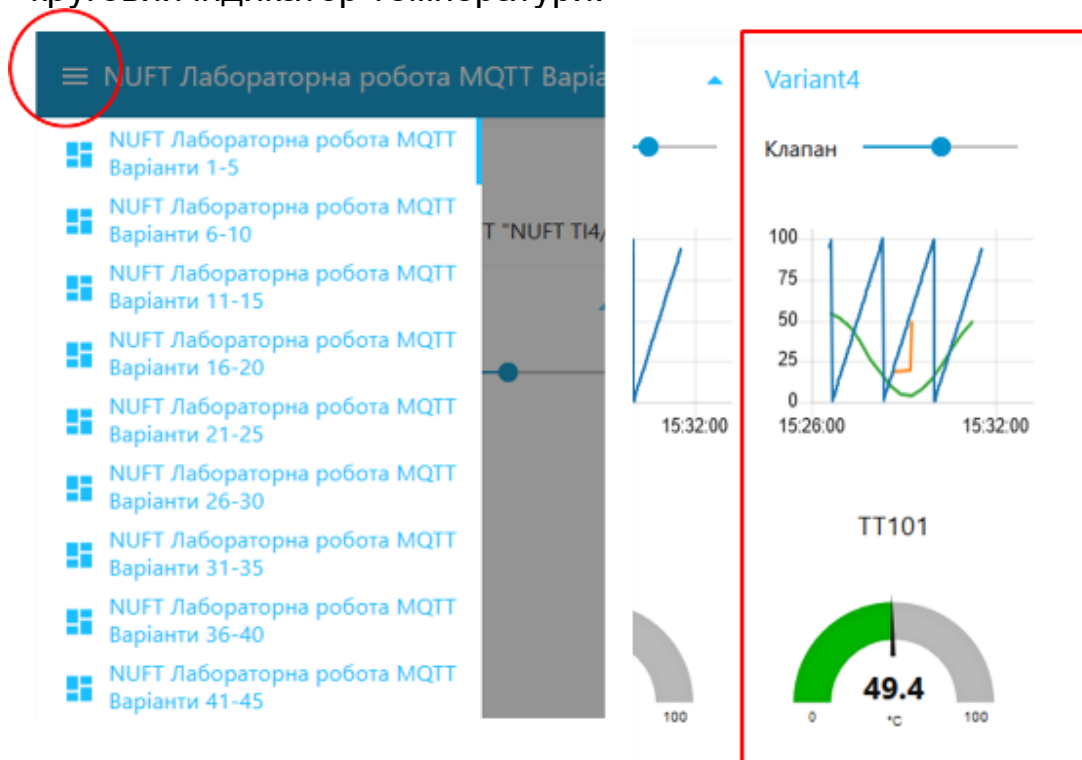 круговий індикатор температури.
NUFT Лабораторна робота MQTT Варіа
NUFT Лабораторна робота MQTT
Варіанти 1-5
NUFT Лабораторна робота MQTT
Варіанти 6-10
NUFT Лабораторна робота MQTT
Варіанти 11-15
NUFT Лабораторна робота MQTT
Варіанти 16-20
NUFT Лабораторна робота MQTT
Варіанти 21-25
NUFT Лабораторна робота MQTT
Варіанти 26-30
NUFT Лабораторна робота MQTT
Варіанти 31-35
NUFT Лабораторна робота MQTT
Варіанти 36-40
NUFT Лабораторна робота MQTT
Варіанти 41-45
T "NUFT TI4/
15:32:00
100
Variant4
Клапан
100
75
50
25
0
15:26:00 15:32:00
TT101
49.4
0 °C 100